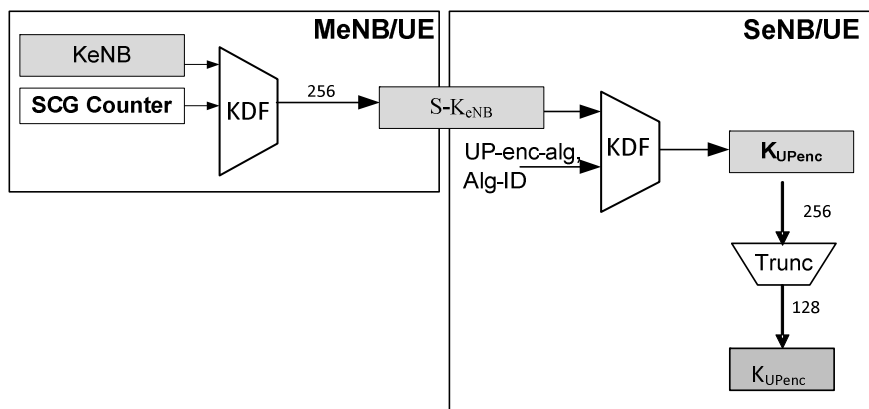 MeNB/UE
KeNB
SCG Counter
KDF
256
S-KeNB
SeNB/UE
UP-enc-alg,
Alg-ID
KDF
KUPenc
256
Trunc
128
KUPenc